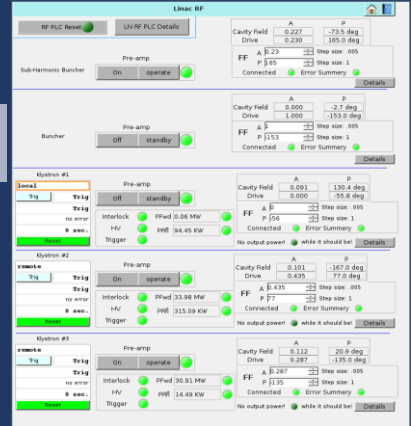 Linac RF
RF PLC Reset
LN RF PLC Details
A P
Cavity Field 0.227 -73.5 deg
Drive 0.230 165.0 deg
FF A 0.23 Step size: .005
P 165 Step size: 1
Connected Error Summery
Details
Sub-Harmonic Buncher
Pre-amp
On operate
A P
Cavity Field 0.000 -2.7 deg
Drive 1.000 -153.0 deg
FF A 1 Step size: .005
P -153 Step size: 1
Connected Error Summery
Details
Buncher
Pre-amp
Off standby
Klystron #1
local
Trig Trig
Trig
no error
0 sec.
Reset
Pre-amp
Off standby
Interlock PFwd 0.06 MW
HV PRfl 94.45 KW
Trigger
A P
Cavity Field 0.091 130.4 deg
Drive 0.000 -55.8 deg
FF A 0 Step size: .005
P -56 Step size: 1
Connected Error Summery
No output power! while it should be! Details
Klystron #2
remote
Trig Trig
Trig
no error
0 sec.
Reset
Pre-amp
On operate
Interlock PFwd 33.98 MW
HV PRfl 315.09 KW
Trigger
A P
Cavity Field 0.101 -167.0 deg
Drive 0.435 77.0 deg
FF A 0.435 Step size: .005
P 77 Step size: 1
Connected Error Summery
No output power! while it should be! Details
Klystron #3
remote
Trig Trig
Trig
no error
0 sec.
Reset
Pre-amp
On operate
Interlock PFwd 30.91 MW
HV PRfl 14.49 KW
Trigger
A P
Cavity Field 0.112 20.9 deg
Drive 0.287 -135.0 deg
FF A 0.287 Step size: .005
P -135 Step size: 1
Connected Error Summery
No output power! while it should be! Details